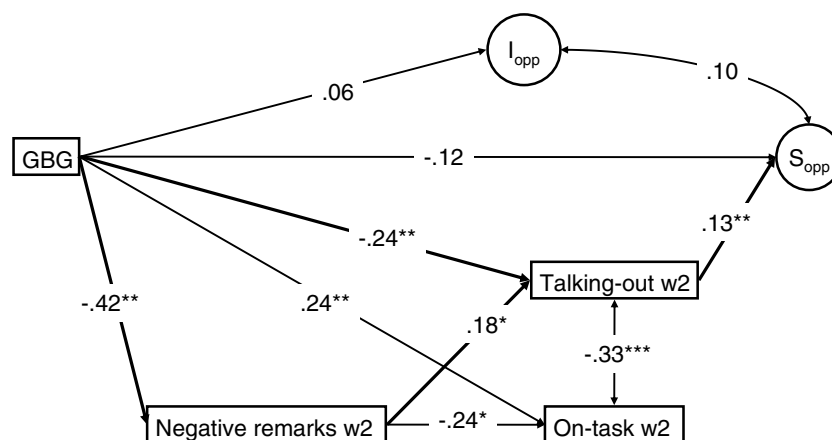 I opp
.10
.06
GBG
-.12
S opp
.13**
-.24**
Talking-out w2
-.42**
.24**
.18*
-.33***
Negative remarks w2
-.24*
On-task w2